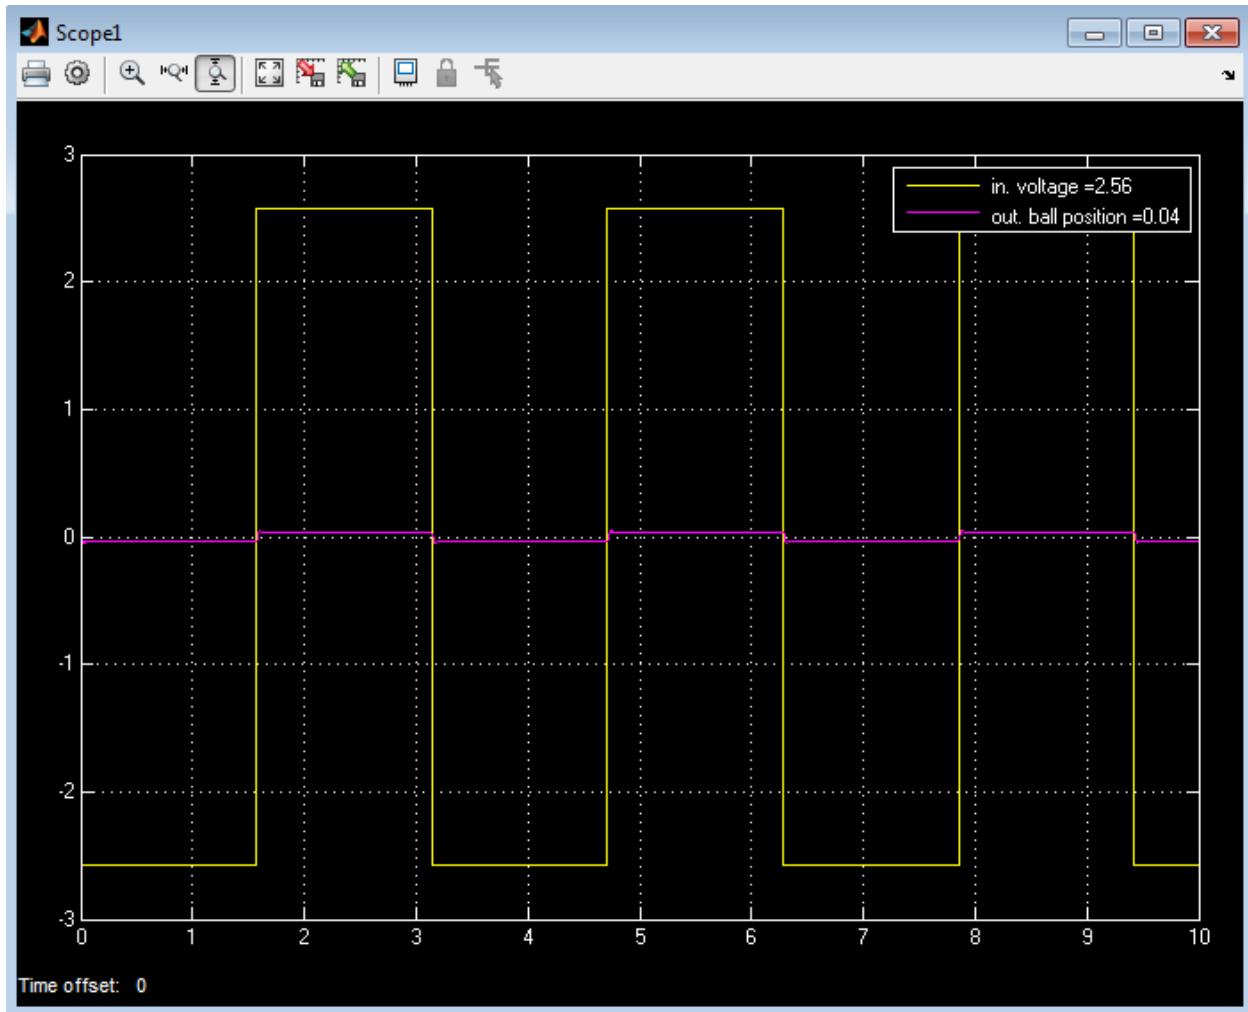 Scope1
in. voltage =2.56
out. ball position =0.04
3
2
1
0
-1
-2
-3
0 1 2 3 4 5 6 7 8 9 10
Time offset: 0